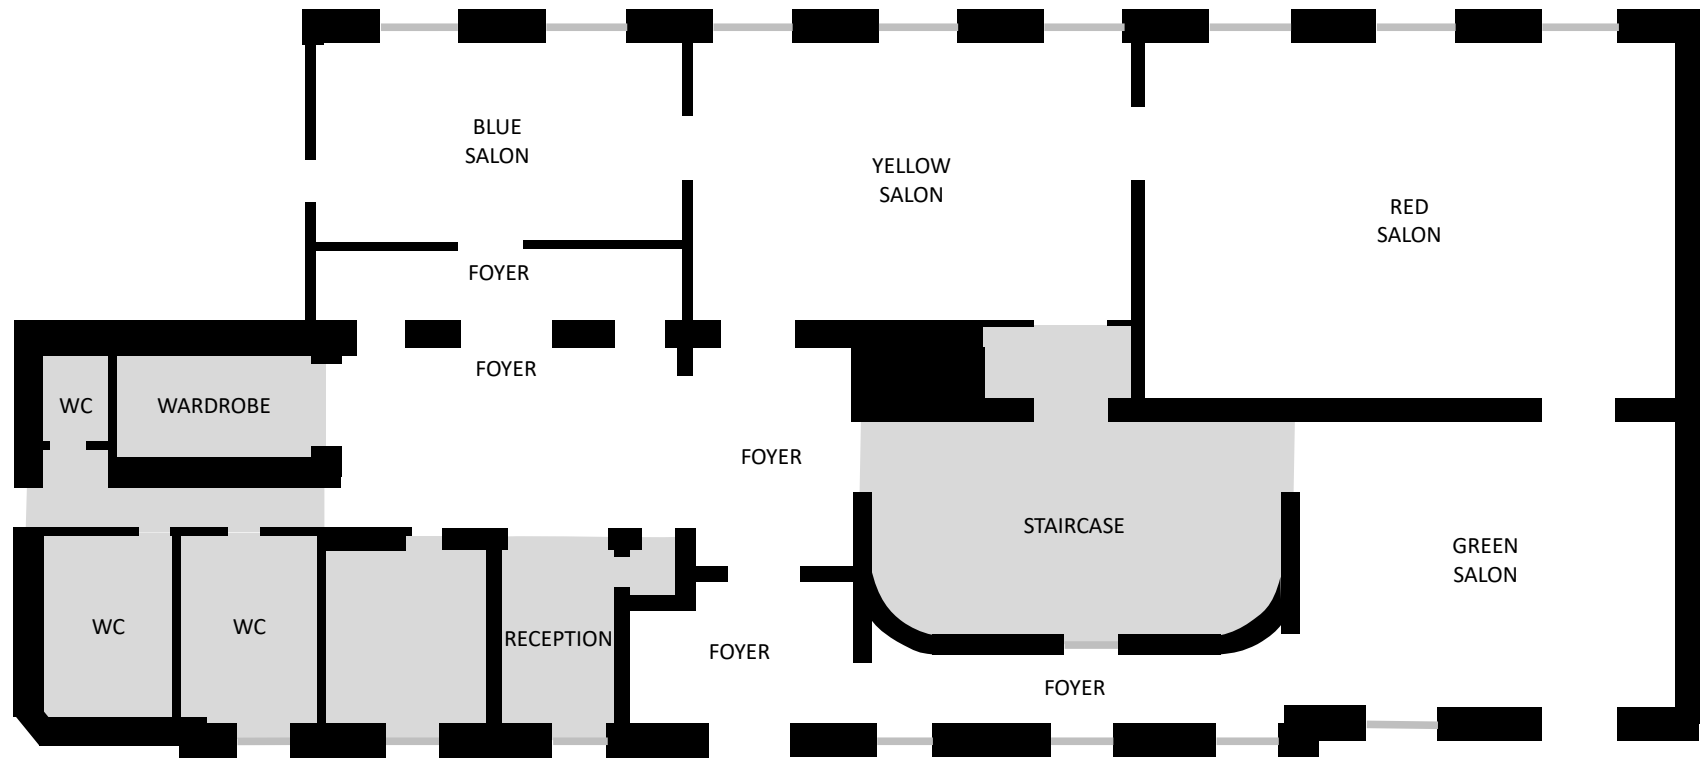 BLUE
SALON
YELLOW
SALON
RED
SALON
FOYER
FOYER
WC
WARDROBE
FOYER
STAIRCASE
GREEN
SALON
WC
WC
RECEPTION
FOYER
FOYER